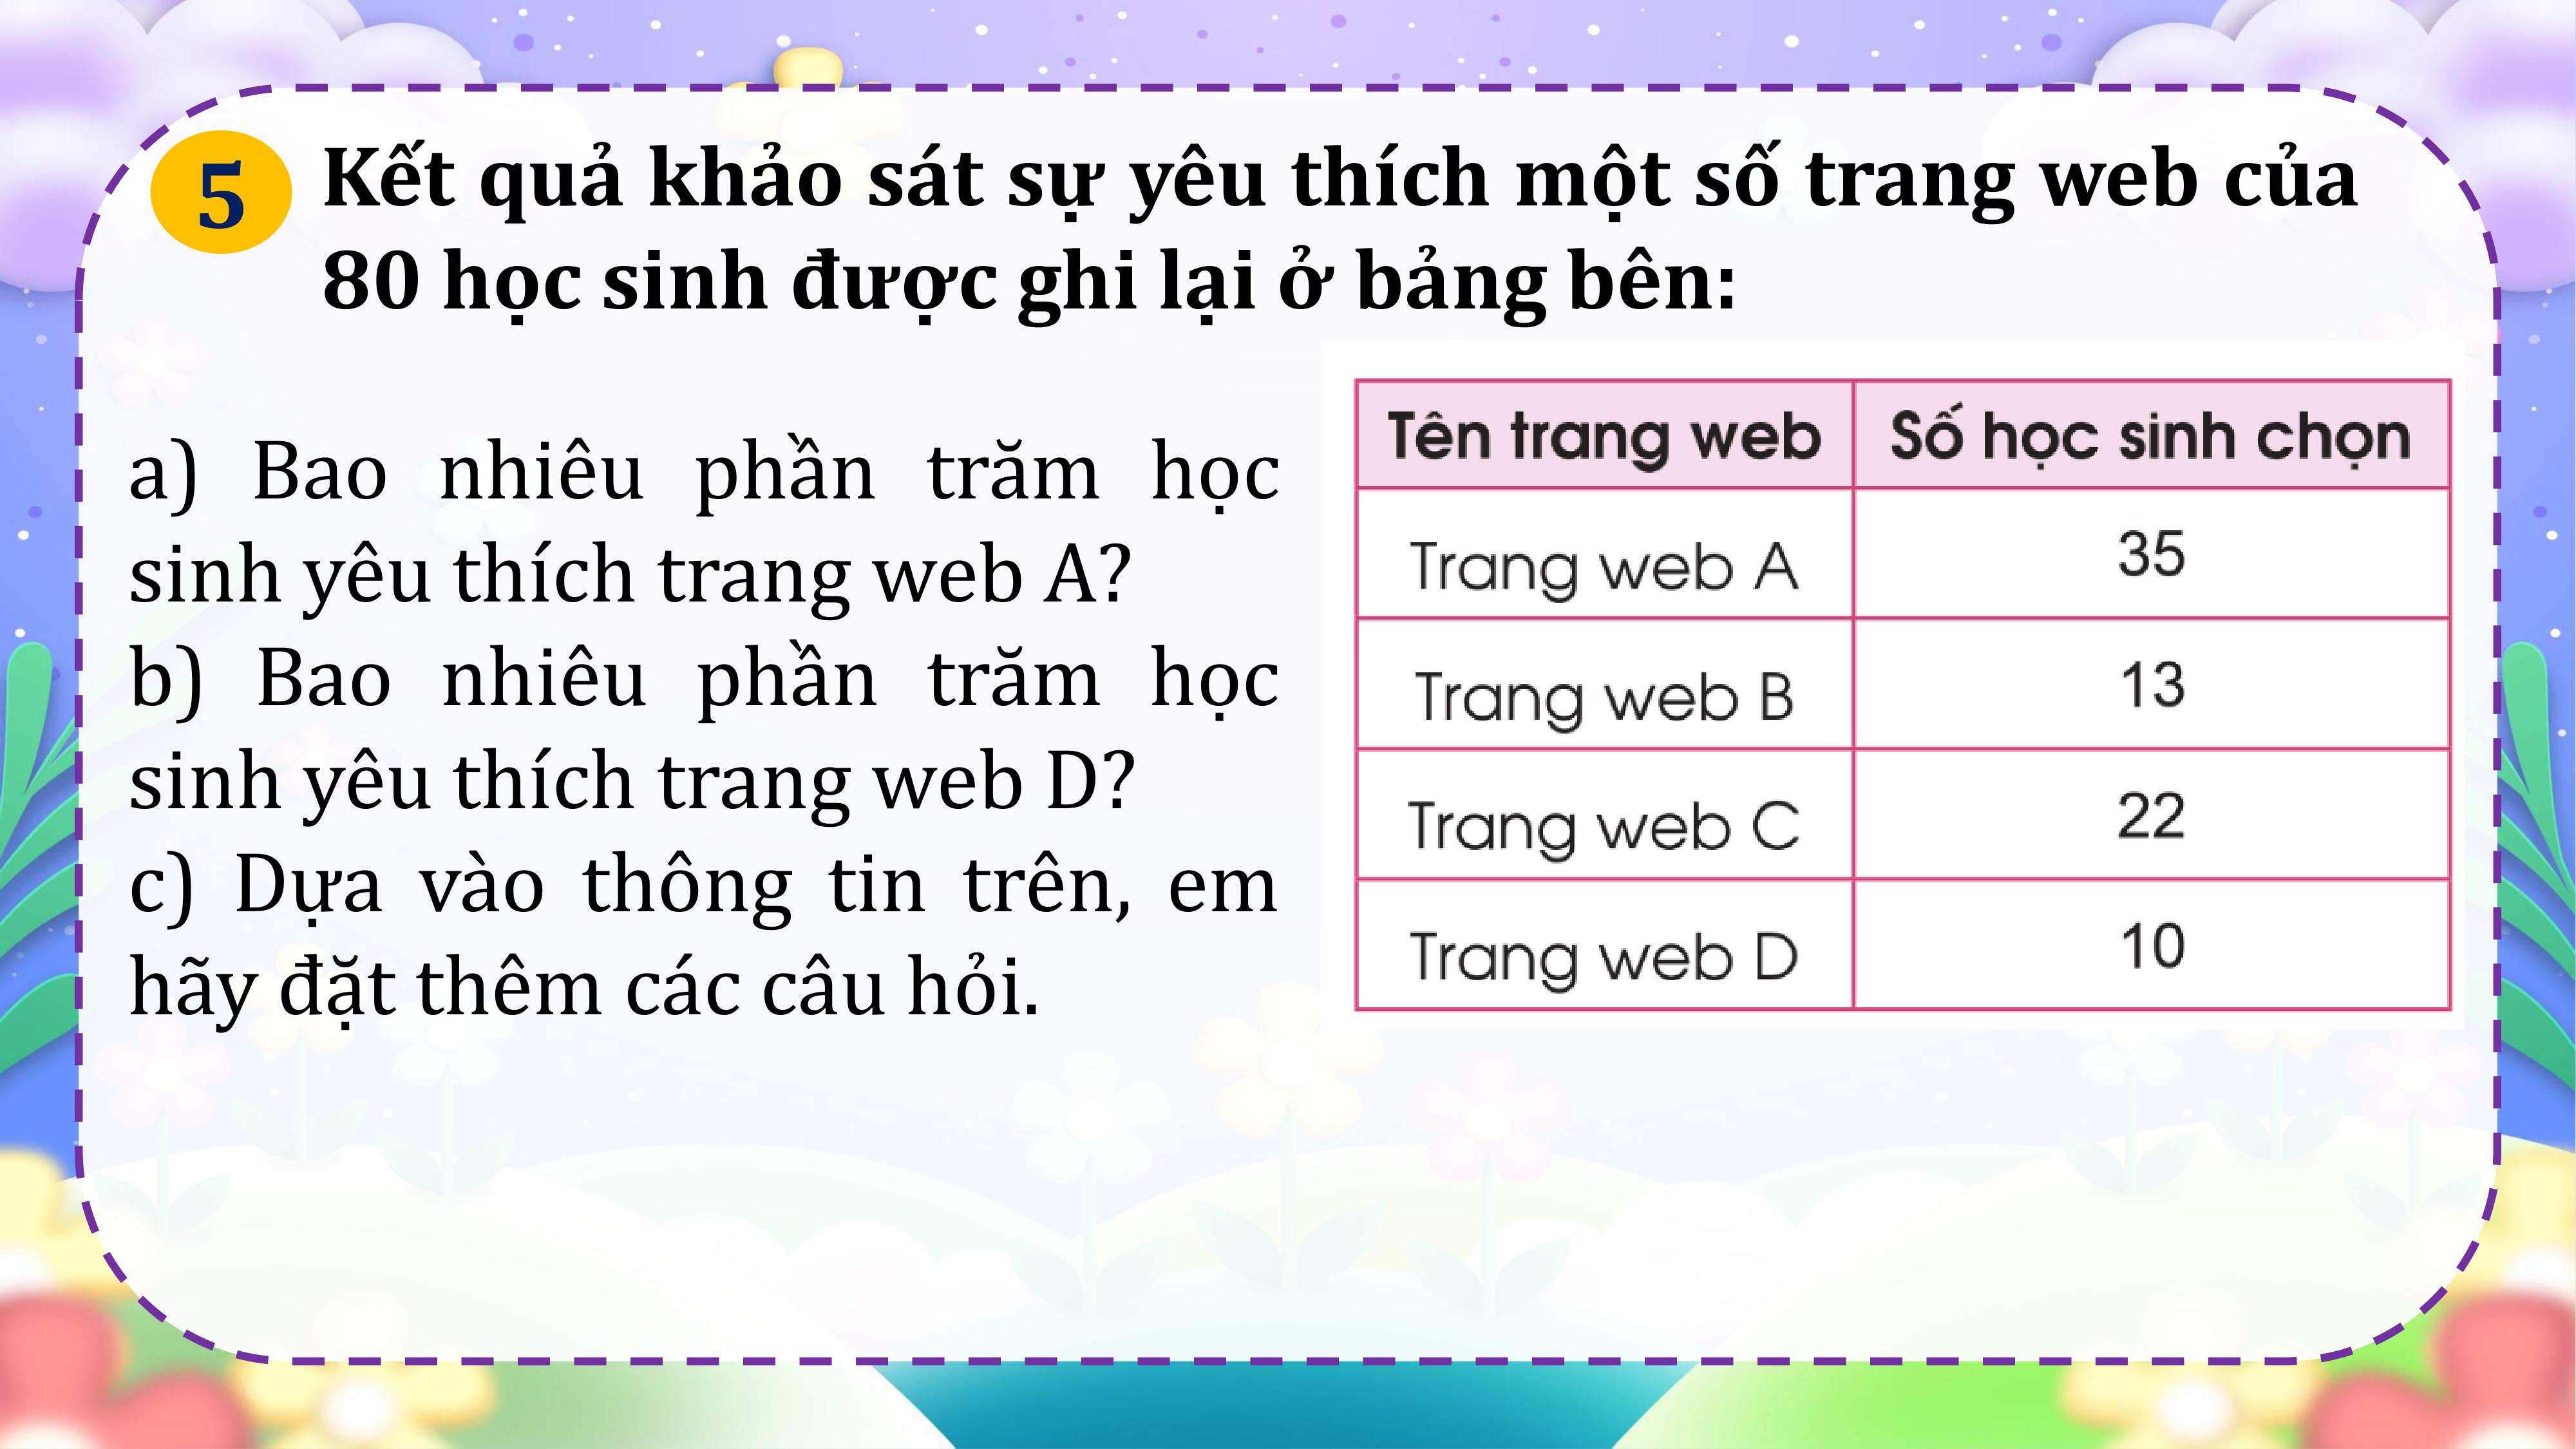 5
Kết quả khảo sát sự yêu thích một số trang web của
80 học sinh được ghi lại ở bảng bên:
a) Bao nhiêu phần trăm học
sinh yêu thích trang web A?
b) Bao nhiêu phần trăm học
sinh yêu thích trang web D?
c) Dựa vào thông tin trên, em
hãy đặt thêm các câu hỏi.
Tên trang web Số học sinh chọn
Trang web A 35
Trang web B 13
Trang web C 22
Trang web D 10